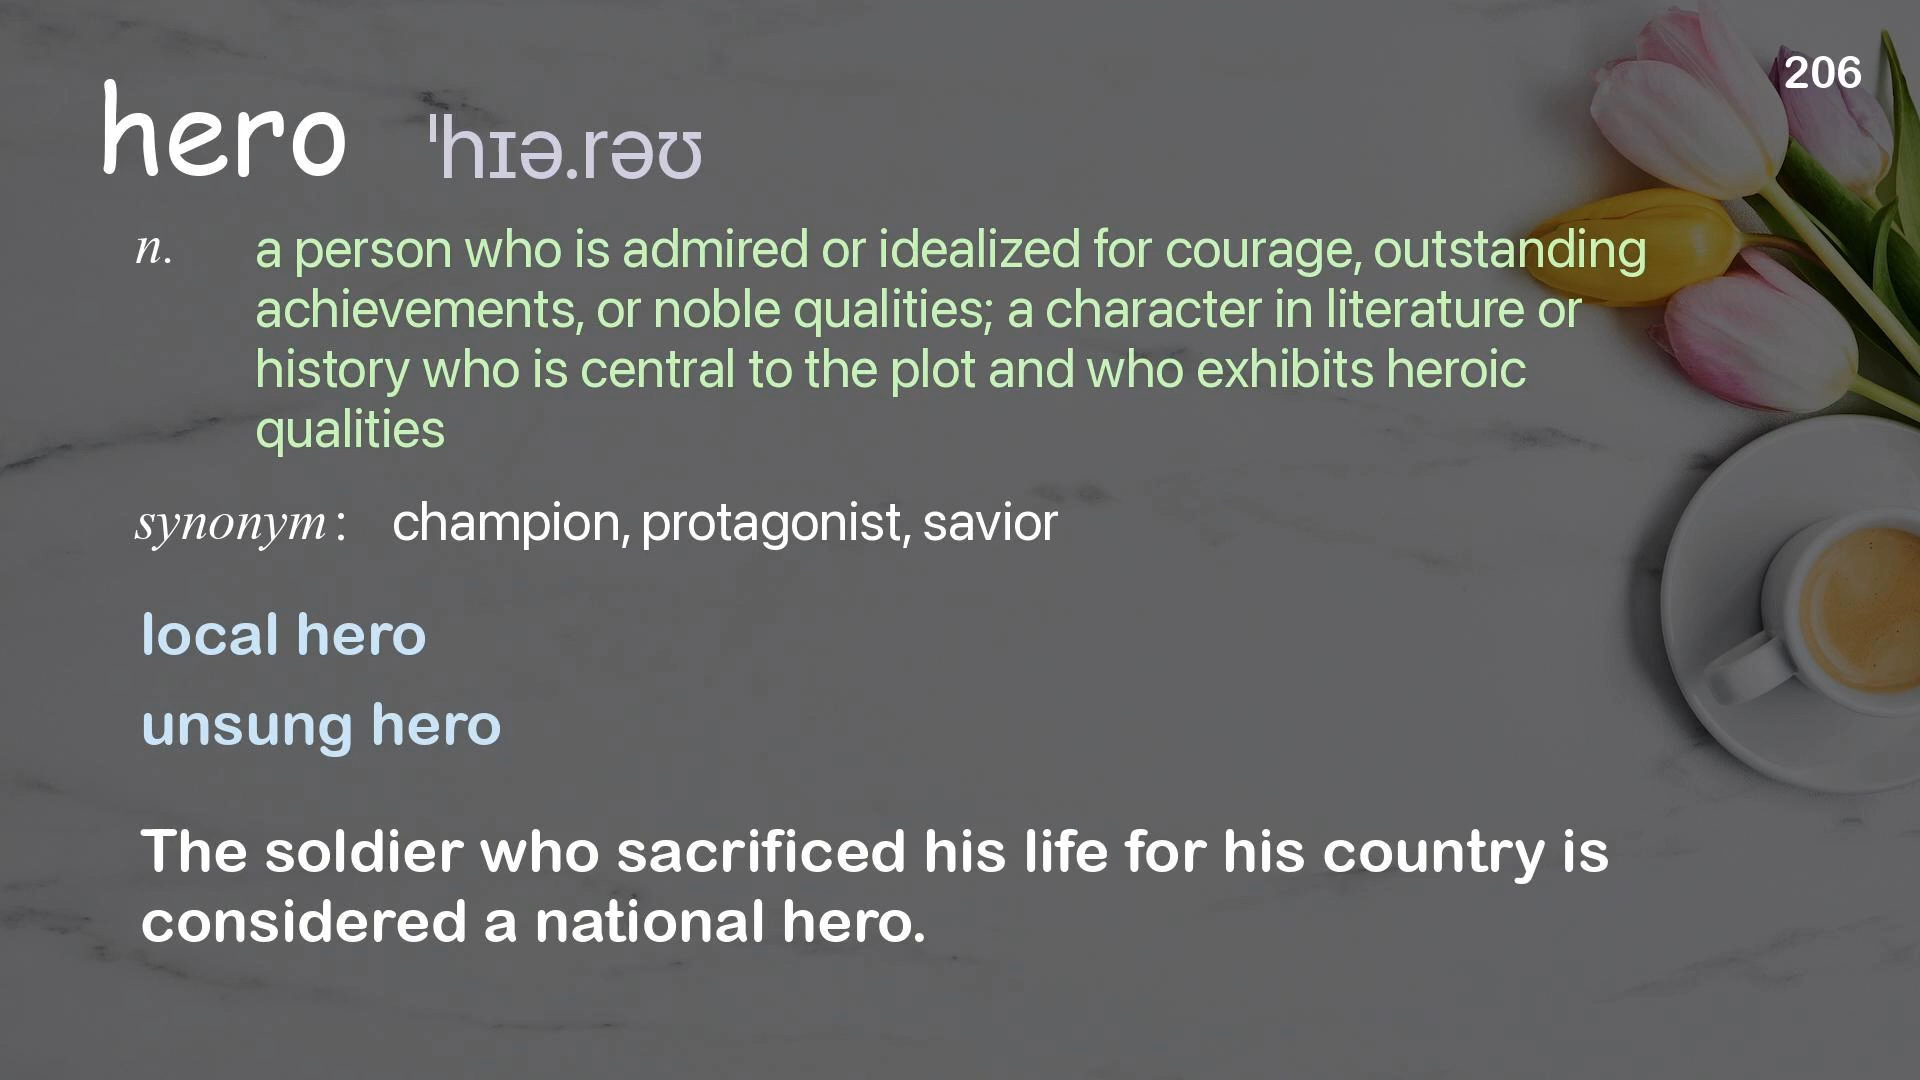 206
hero ˈhɪə.rəʊ
n. a person who is admired or idealized for courage, outstanding
achievements, or noble qualities; a character in literature or
history who is central to the plot and who exhibits heroic
qualities
synonym: champion, protagonist, savior
local hero
unsung hero
The soldier who sacrificed his life for his country is
considered a national hero.